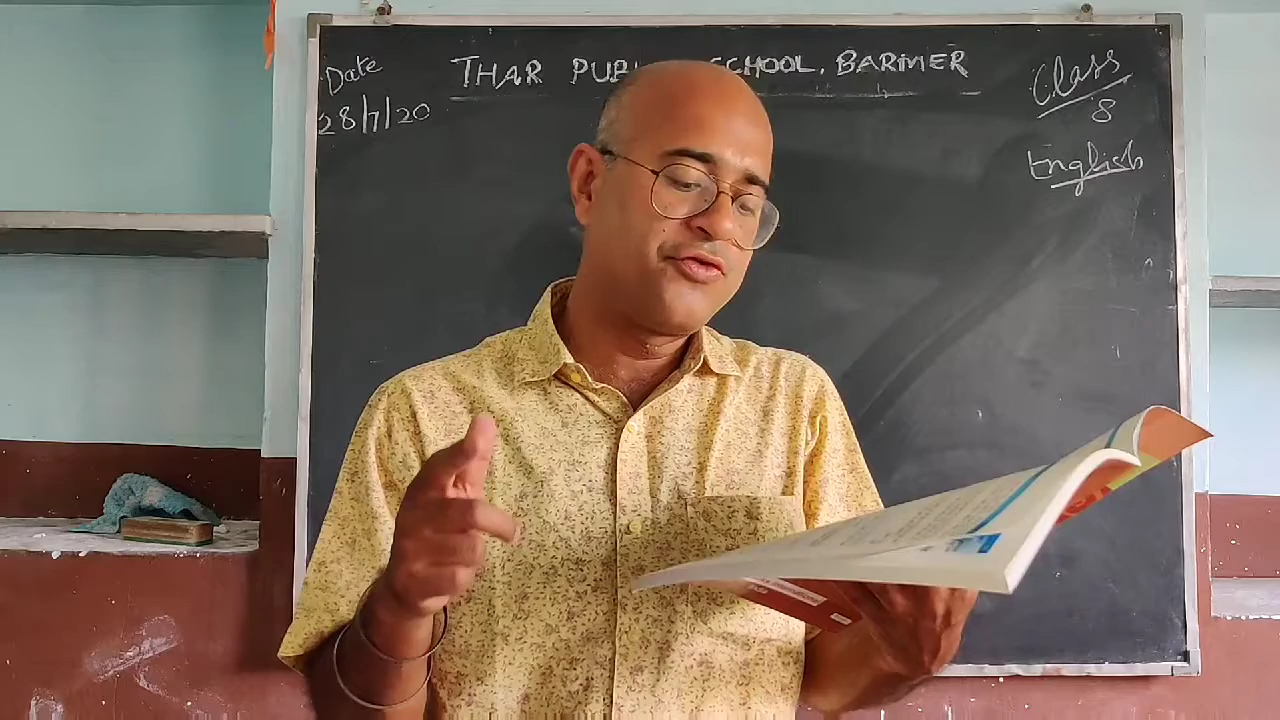 Date
28/7/20
THAR PUB SCHOOL, BARMER
Class
8
English